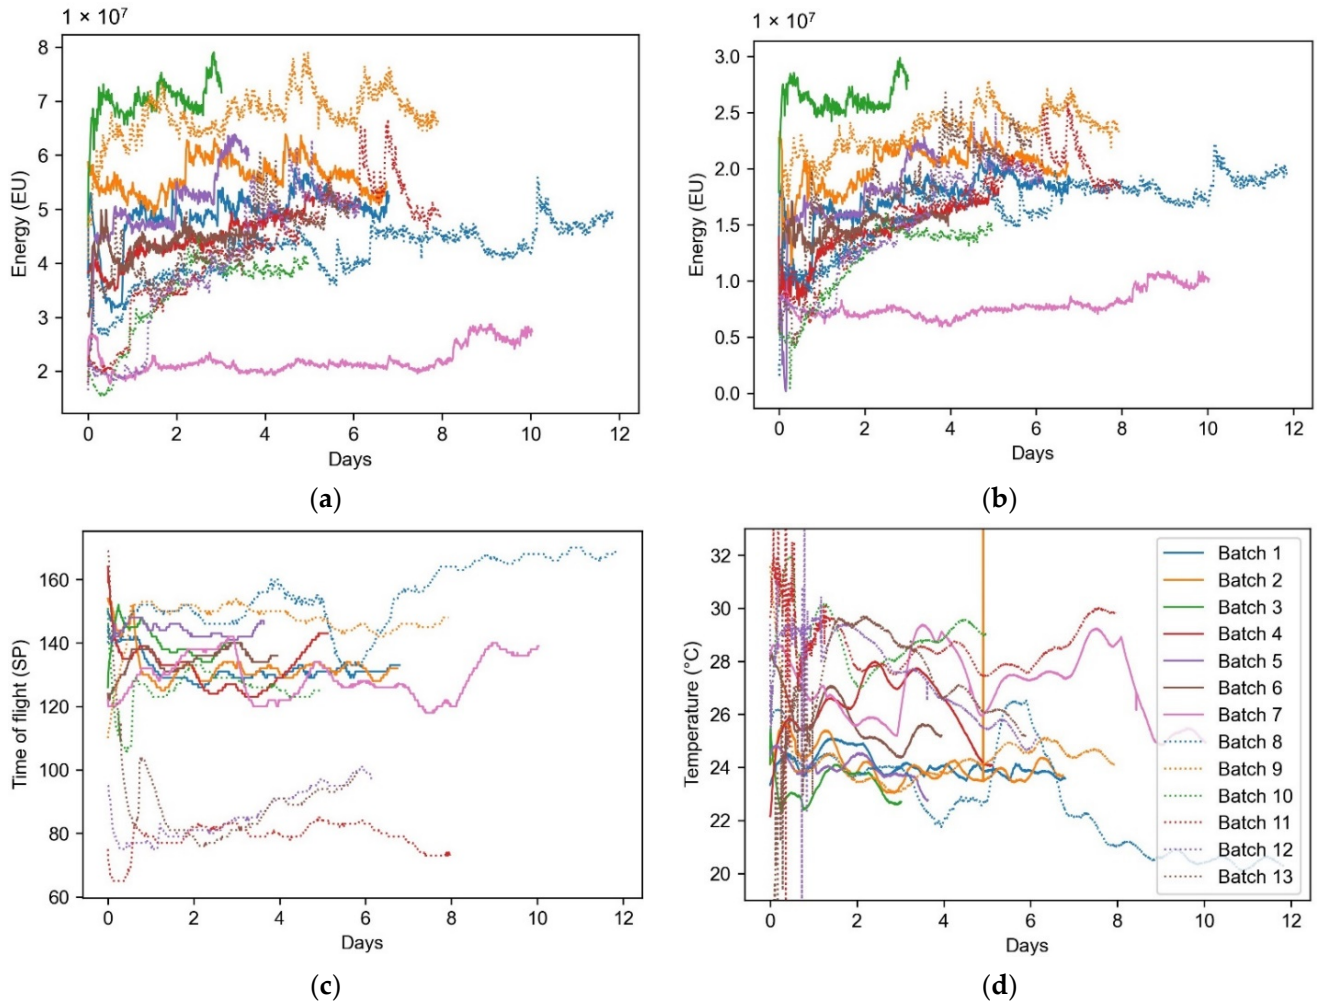 1 × 10⁷
8
7
6
5
4
3
2
Energy (EU)
0 2 4 6 8 10 12
Days
(a)
1 × 10⁷
3.0
2.5
2.0
1.5
1.0
0.5
0.0
Energy (EU)
0 2 4 6 8 10 12
Days
(b)
160
140
120
100
80
60
Time of flight (SP)
0 2 4 6 8 10 12
Days
(c)
32
30
28
26
24
22
20
Temperature (°C)
0 2 4 6 8 10 12
Days
Batch 1
Batch 2
Batch 3
Batch 4
Batch 5
Batch 6
Batch 7
Batch 8
Batch 9
Batch 10
Batch 11
Batch 12
Batch 13
(d)